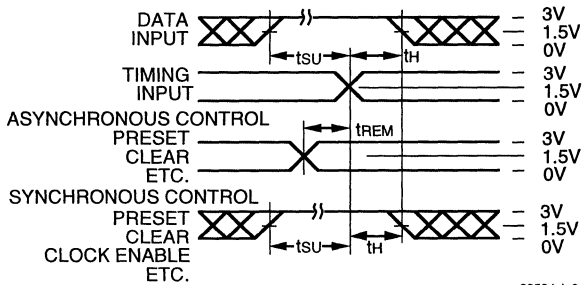 DATA
INPUT
3V
1.5V
0V
tSU
tH
TIMING
INPUT
3V
1.5V
0V
ASYNCHRONOUS CONTROL
tREM
PRESET
CLEAR
ETC.
3V
1.5V
0V
SYNCHRONOUS CONTROL
PRESET
CLEAR
CLOCK ENABLE
ETC.
3V
1.5V
0V
tSU
tH